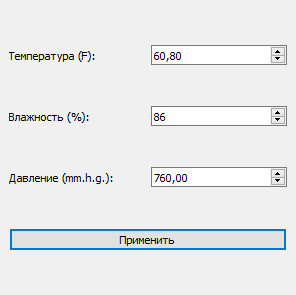 Температура (F): 60,80
Влажность (%): 86
Давление (mm.h.g.): 760,00
Применить